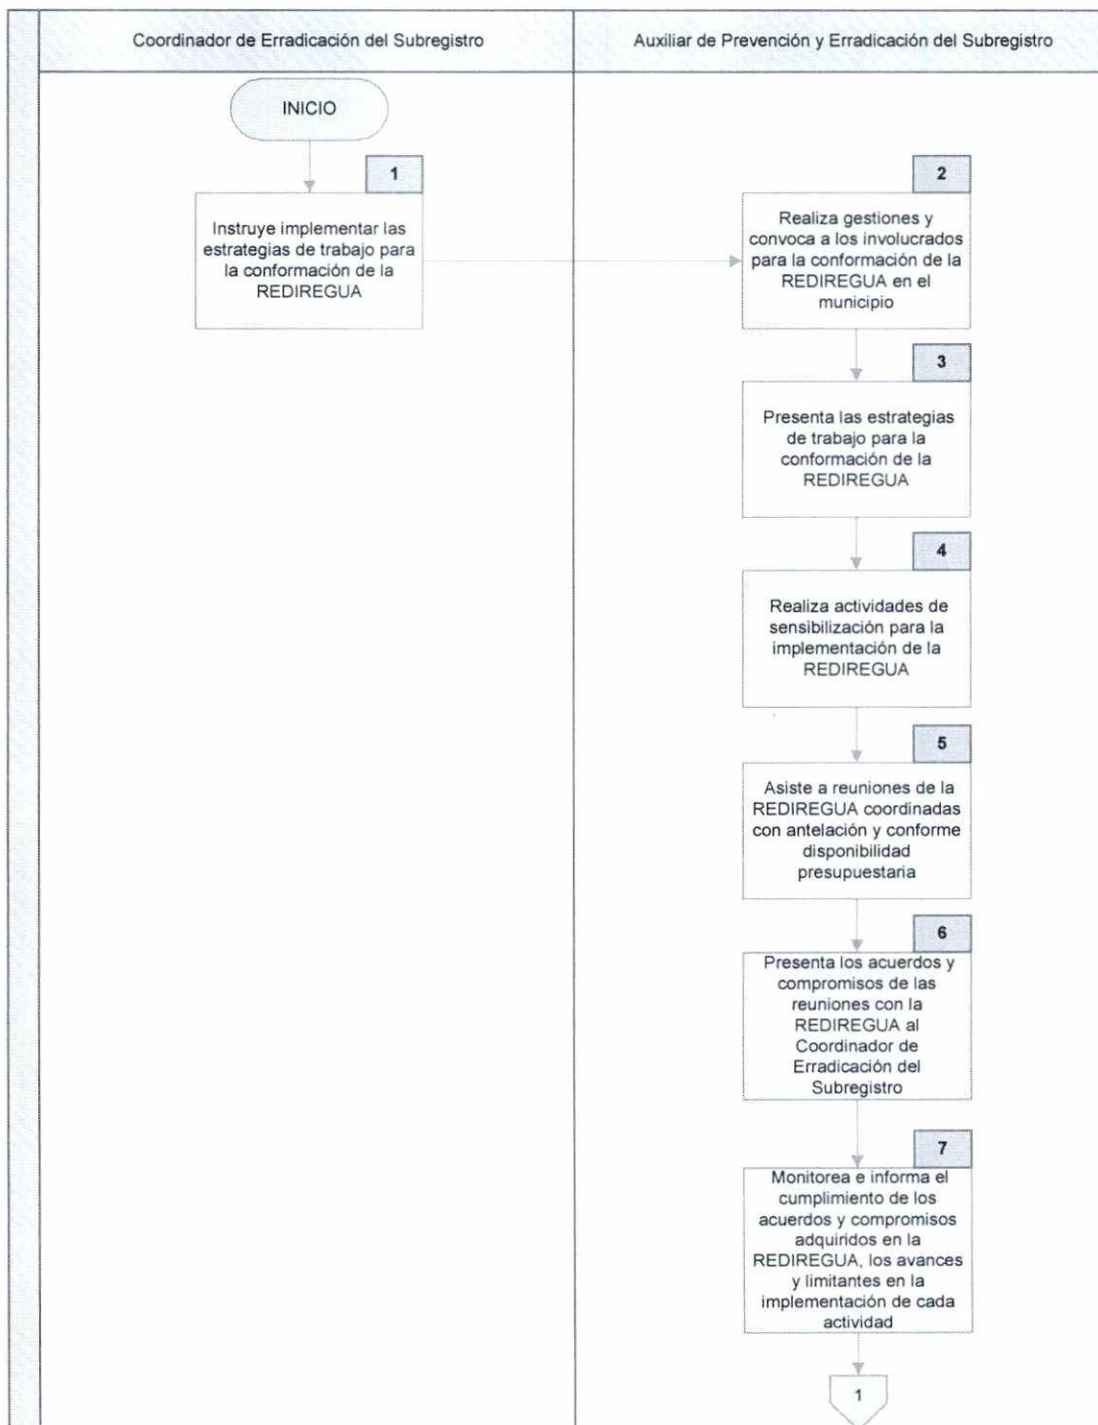 Coordinador de Erradicación del Subregistro
Auxiliar de Prevención y Erradicación del Subregistro
INICIO
1
Instruye implementar las
estrategias de trabajo para
la conformación de la
REDIREGUA
2
Realiza gestiones y
convoca a los involucrados
para la conformación de la
REDIREGUA en el
municipio
3
Presenta las estrategias
de trabajo para la
conformación de la
REDIREGUA
4
Realiza actividades de
sensibilización para la
implementación de la
REDIREGUA
5
Asiste a reuniones de la
REDIREGUA coordinadas
con antelación y conforme
disponibilidad
presupuestaria
6
Presenta los acuerdos y
compromisos de las
reuniones con la
REDIREGUA al
Coordinador de
Erradicación del
Subregistro
7
Monitorea e informa el
cumplimiento de los
acuerdos y compromisos
adquiridos en la
REDIREGUA, los avances
y limitantes en la
implementación de cada
actividad
1